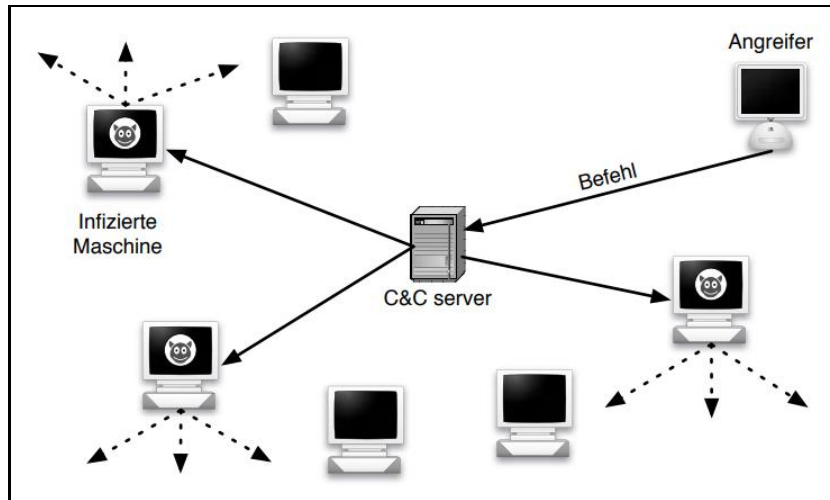 Angreifer
Befehl
Infizierte
Maschine
C&C server